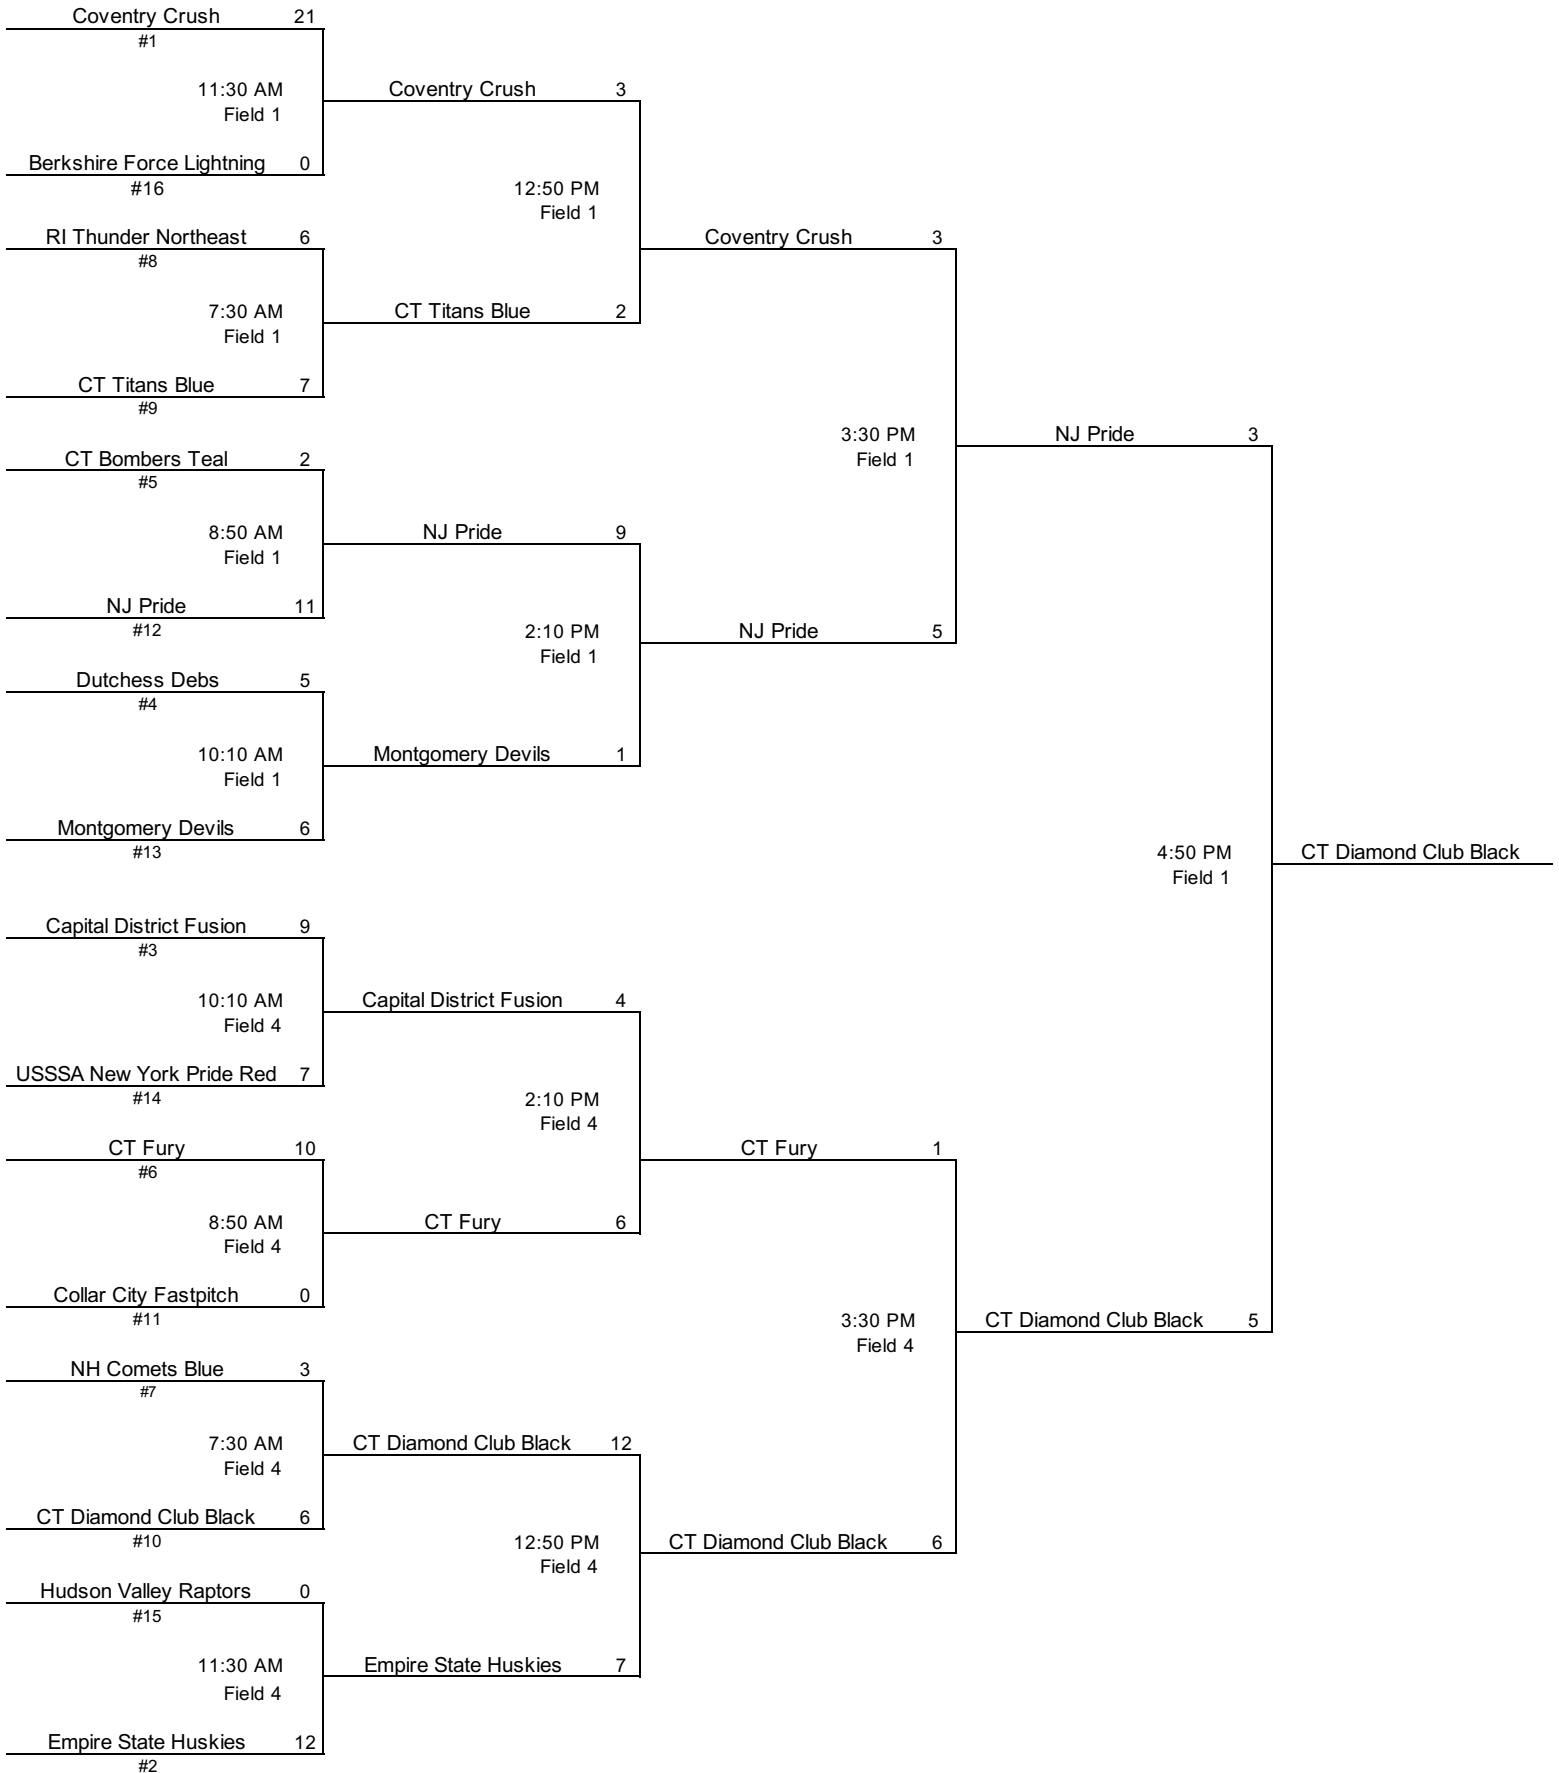 Coventry Crush 21
#1
11:30 AM
Field 1
Berkshire Force Lightning 0
#16
RI Thunder Northeast 6
#8
7:30 AM
Field 1
CT Titans Blue 7
#9
CT Bombers Teal 2
#5
8:50 AM
Field 1
NJ Pride 11
#12
Dutchess Debs 5
#4
10:10 AM
Field 1
Montgomery Devils 6
#13
Capital District Fusion 9
#3
10:10 AM
Field 4
USSSA New York Pride Red 7
#14
CT Fury 10
#6
8:50 AM
Field 4
Collar City Fastpitch 0
#11
NH Comets Blue 3
#7
7:30 AM
Field 4
CT Diamond Club Black 6
#10
Hudson Valley Raptors 0
#15
11:30 AM
Field 4
Empire State Huskies 12
#2
Coventry Crush 3
12:50 PM
Field 1
CT Titans Blue 2
NJ Pride 9
2:10 PM
Field 1
Montgomery Devils 1
Capital District Fusion 4
2:10 PM
Field 4
CT Fury 6
CT Diamond Club Black 12
12:50 PM
Field 4
Empire State Huskies 7
Coventry Crush 3
3:30 PM
Field 1
NJ Pride 5
CT Fury 1
3:30 PM
Field 4
CT Diamond Club Black 6
NJ Pride 3
4:50 PM
Field 1
CT Diamond Club Black 5
CT Diamond Club Black